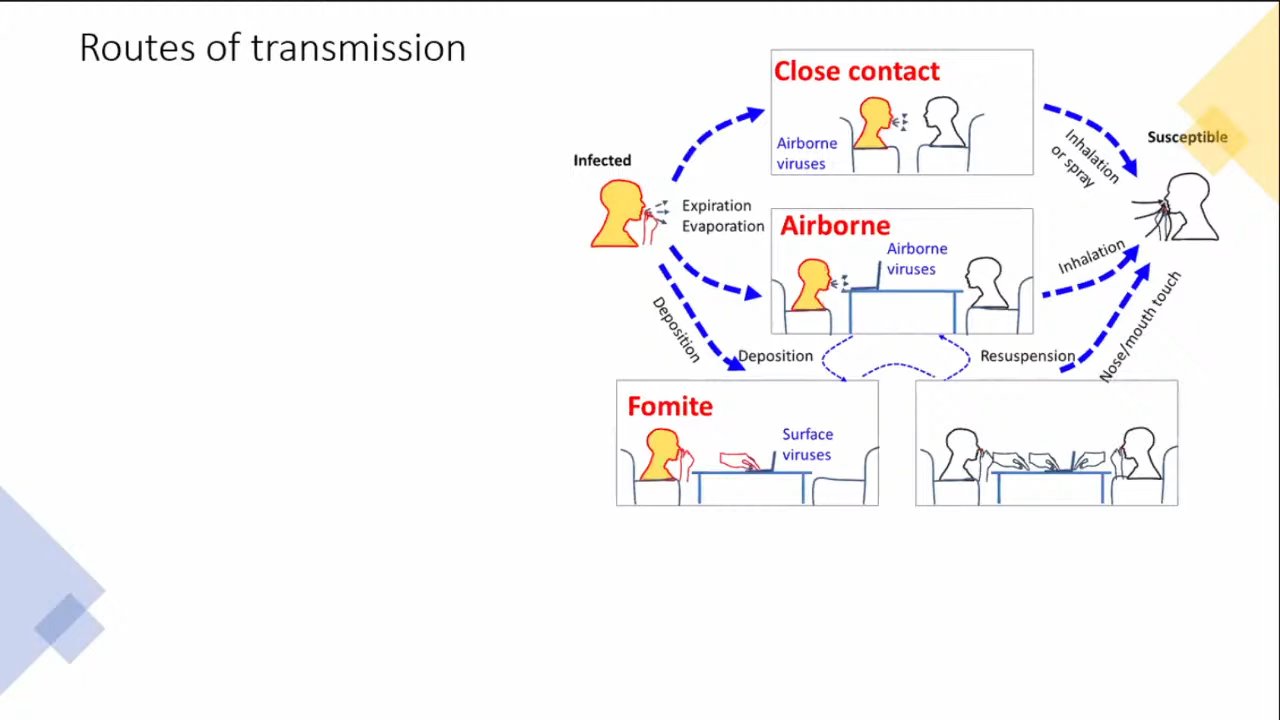 Routes of transmission
Close contact
Airborne
viruses
Infected
Expiration
Evaporation
Inhalation
or spray
Susceptible
Airborne
Airborne
viruses
Inhalation
Deposition
Deposition
Resuspension
Nose/mouth touch
Fomite
Surface
viruses